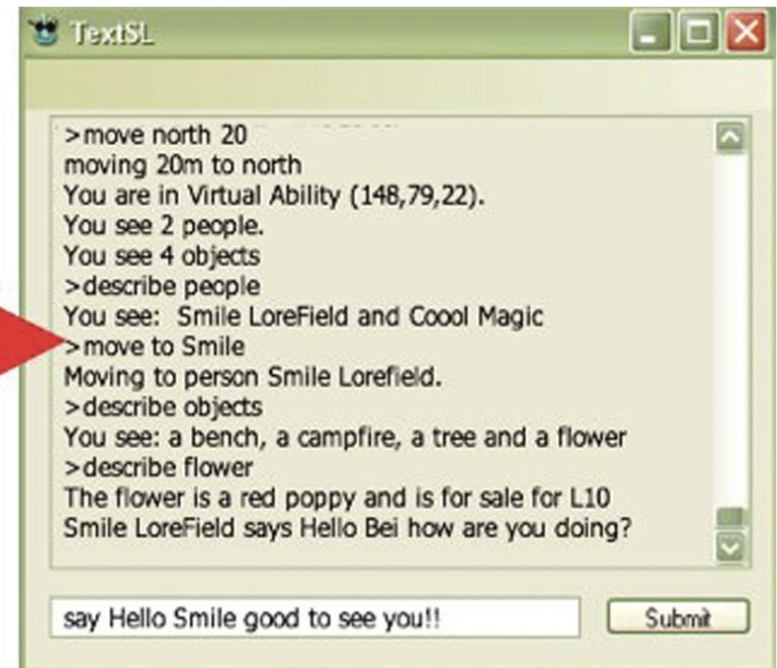 TextSL
>move north 20
moving 20m to north
You are in Virtual Ability (148,79,22).
You see 2 people.
You see 4 objects
>describe people
You see: Smile LoreField and Coool Magic
>move to Smile
Moving to person Smile Lorefield.
>describe objects
You see: a bench, a campfire, a tree and a flower
>describe flower
The flower is a red poppy and is for sale for L10
Smile LoreField says Hello Bei how are you doing?
say Hello Smile good to see you!!
Submit